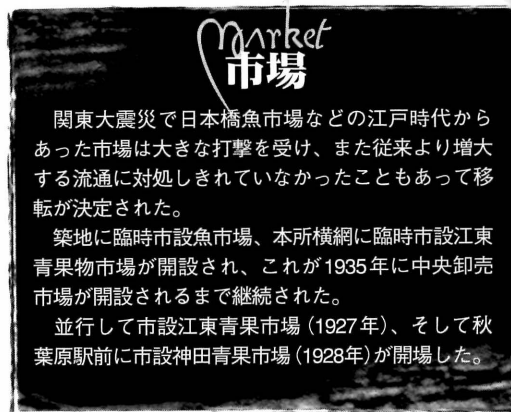 Market
市場
関東大震災で日本橋魚市場などの江戸時代から
あった市場は大きな打撃を受け、また従来より増大
する流通に対処しきれていなかったこともあって移
転が決定された。
築地に臨時市設魚市場、本所横網に臨時市設江東
青果物市場が開設され、これが1935年に中央卸売
市場が開設されるまで継続された。
並行して市設江東青果市場（1927年）、そして秋
葉原駅前に市設神田青果市場（1928年）が開場した。